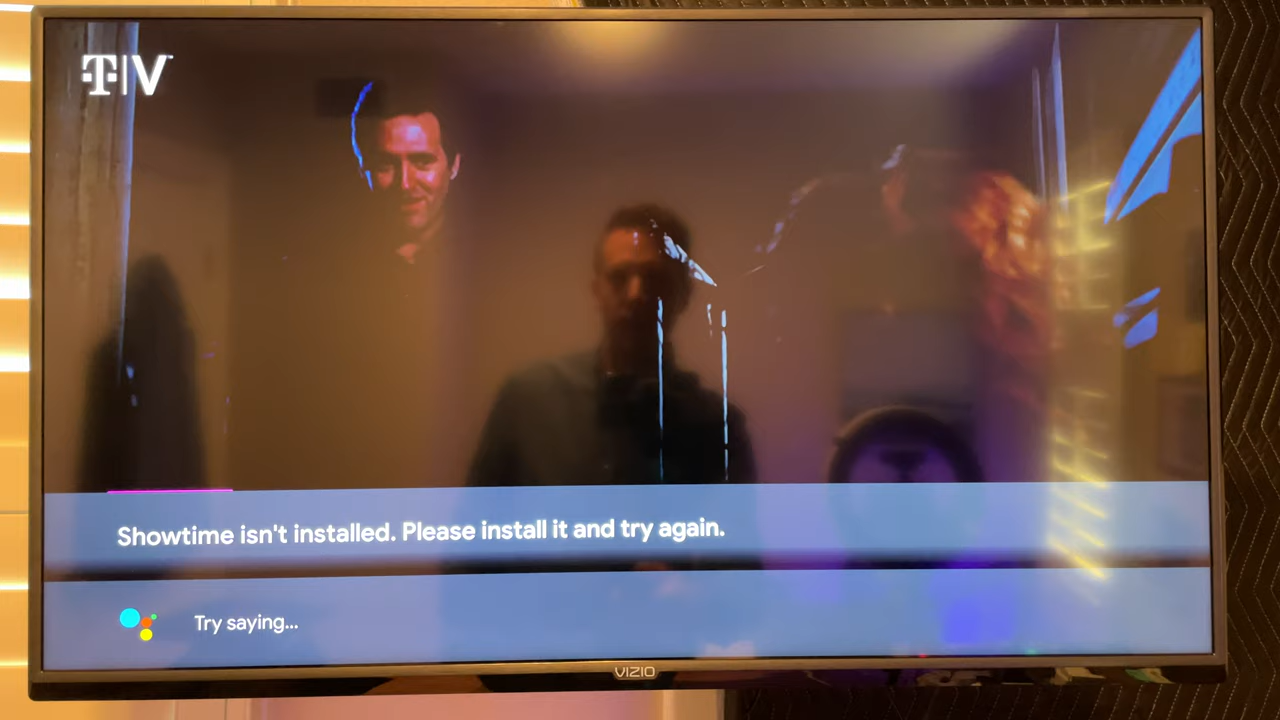 T|V
Showtime isn't installed. Please install it and try again.
Try saying...
VIZIO